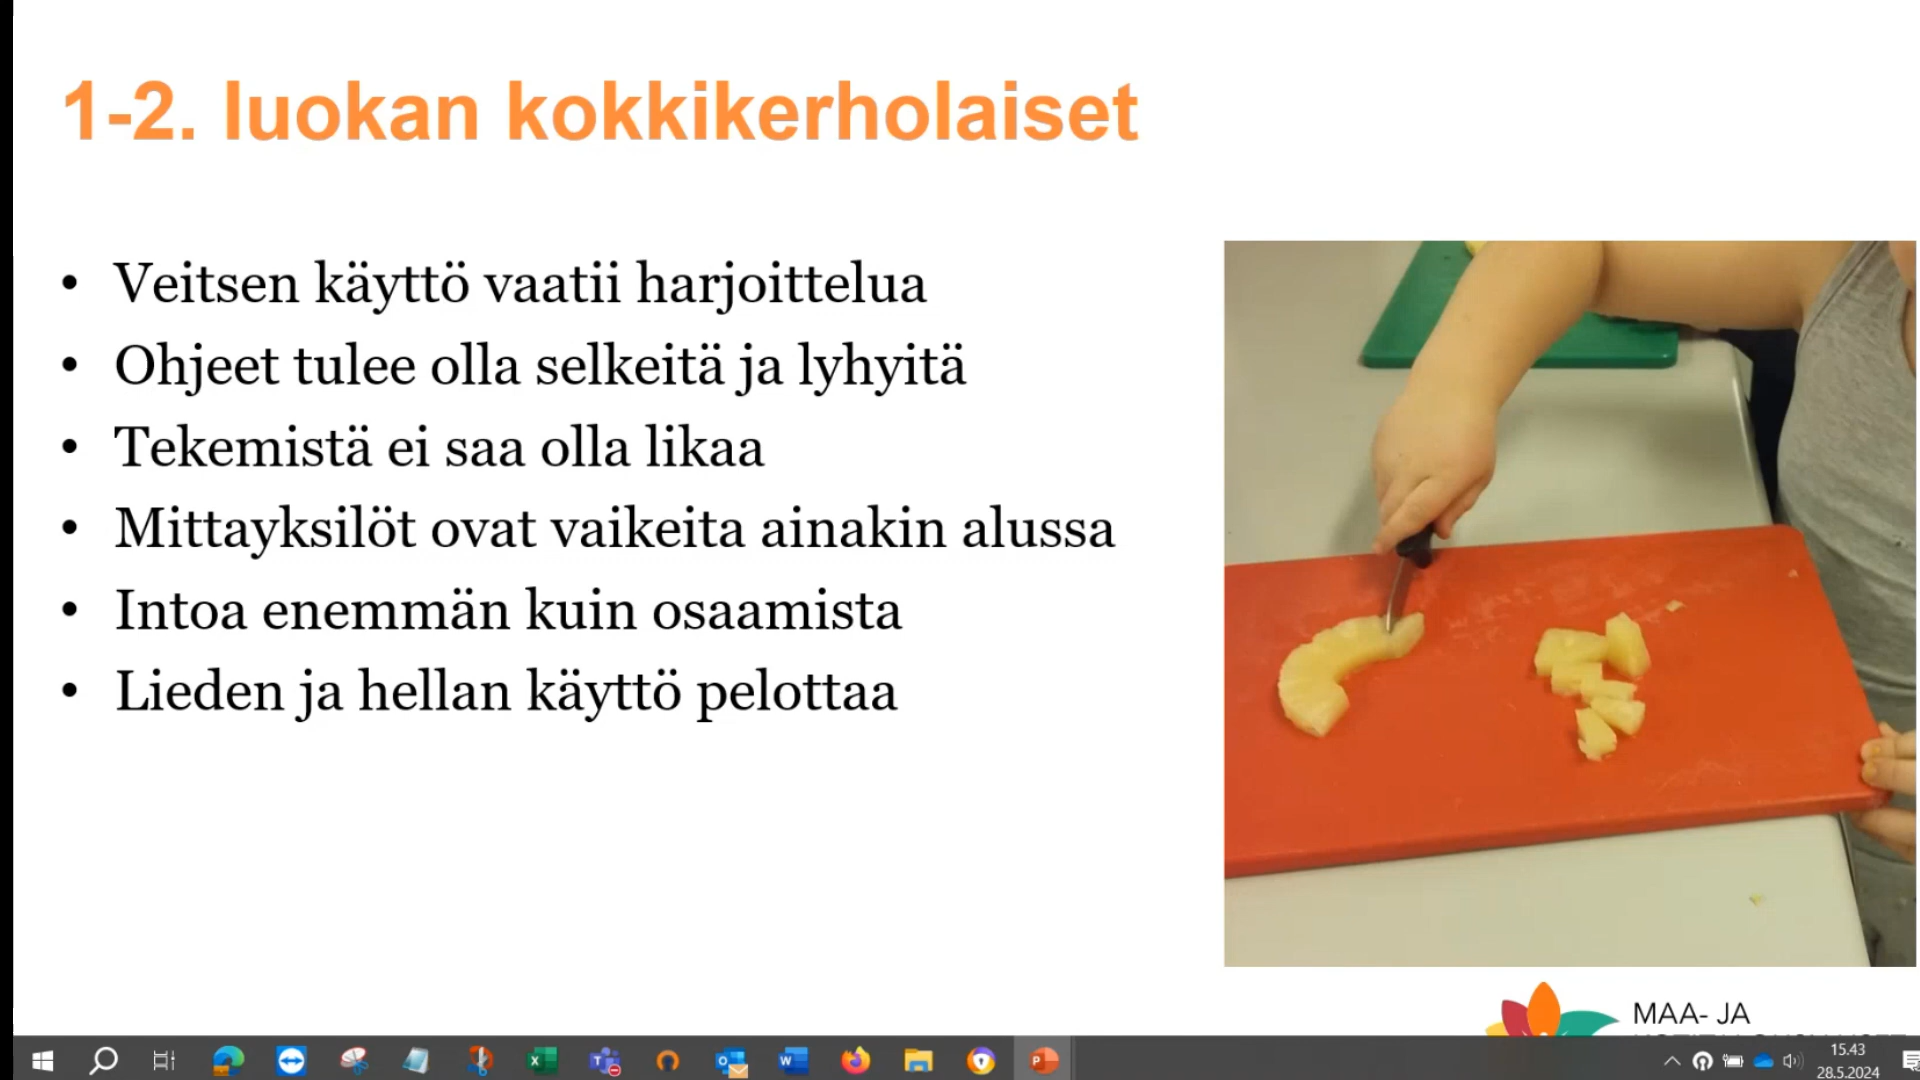 1-2. luokan kokkikerholaiset
• Veitsen käyttö vaatii harjoittelua
• Ohjeet tulee olla selkeitä ja lyhyitä
• Tekemistä ei saa olla likaa
• Mittayksilöt ovat vaikeita ainakin alussa
• Intoa enemmän kuin osaamista
• Lieden ja hellan käyttö pelottaa
MAA- JA
15.43
28.5.2024